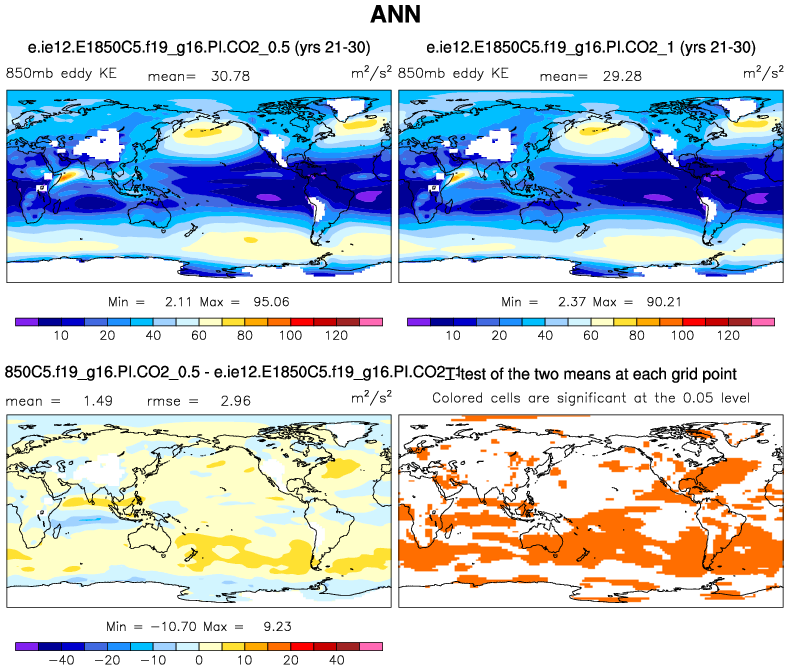 ANN
e.ie12.E1850C5.f19_g16.PI.CO2_0.5 (yrs 21-30)
e.ie12.E1850C5.f19_g16.PI.CO2_1 (yrs 21-30)
850mb eddy KE mean= 30.78 m²/s²
850mb eddy KE mean= 29.28 m²/s²
Min = 2.11 Max = 95.06
Min = 2.37 Max = 90.21
10 20 40 60 80 100 120
10 20 40 60 80 100 120
850C5.f19_g16.PI.CO2_0.5 - e.ie12.E1850C5.f19_g16.PI.CO2_1
T-test of the two means at each grid point
mean = 1.49 rmse = 2.96 m²/s²
Colored cells are significant at the 0.05 level
Min = −10.70 Max = 9.23
−40 −20 −10 0 10 20 40